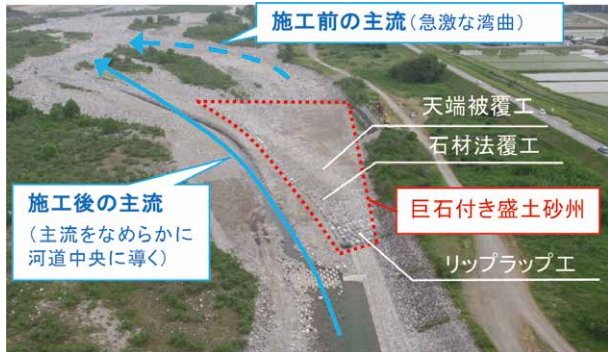 施工前の主流(急激な湾曲)
天端被覆工
石材法覆工
施工後の主流
(主流をなめらかに
河道中央に導く)
巨石付き盛土砂州
リップラップ工